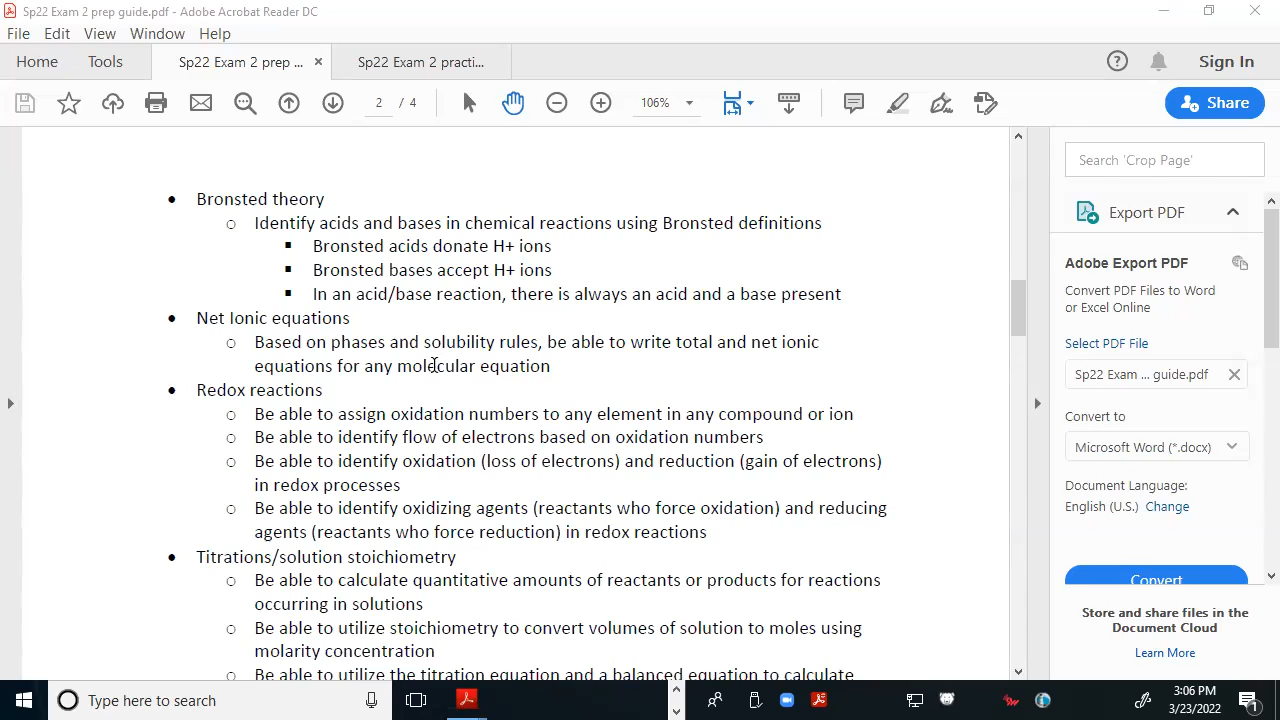 Sp22 Exam 2 prep guide.pdf - Adobe Acrobat Reader DC
File Edit View Window Help
Home Tools Sp22 Exam 2 prep ... × Sp22 Exam 2 practi... Sign In
2 / 4 106% Share
• Bronsted theory
o Identify acids and bases in chemical reactions using Bronsted definitions
▪ Bronsted acids donate H+ ions
▪ Bronsted bases accept H+ ions
▪ In an acid/base reaction, there is always an acid and a base present
• Net Ionic equations
o Based on phases and solubility rules, be able to write total and net ionic
equations for any molecular equation
• Redox reactions
o Be able to assign oxidation numbers to any element in any compound or ion
o Be able to identify flow of electrons based on oxidation numbers
o Be able to identify oxidation (loss of electrons) and reduction (gain of electrons)
in redox processes
o Be able to identify oxidizing agents (reactants who force oxidation) and reducing
agents (reactants who force reduction) in redox reactions
• Titrations/solution stoichiometry
o Be able to calculate quantitative amounts of reactants or products for reactions
occurring in solutions
o Be able to utilize stoichiometry to convert volumes of solution to moles using
molarity concentration
o Be able to utilize the titration equation and a balanced equation to calculate
Search 'Crop Page'
Export PDF
Adobe Export PDF
Convert PDF Files to Word
or Excel Online
Select PDF File
Sp22 Exam ... guide.pdf
Convert to
Microsoft Word (*.docx)
Document Language:
English (U.S.) Change
Convert
Store and share files in the
Document Cloud
Learn More
Type here to search
3:06 PM
3/23/2022
1